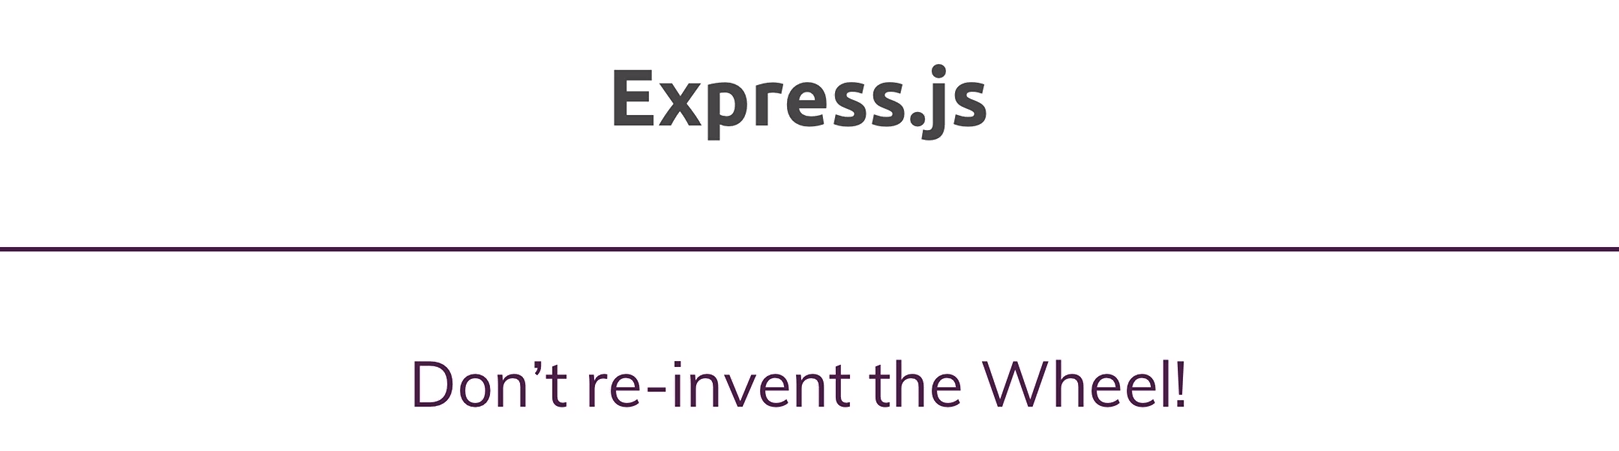 Express.js
Don’t re-invent the Wheel!